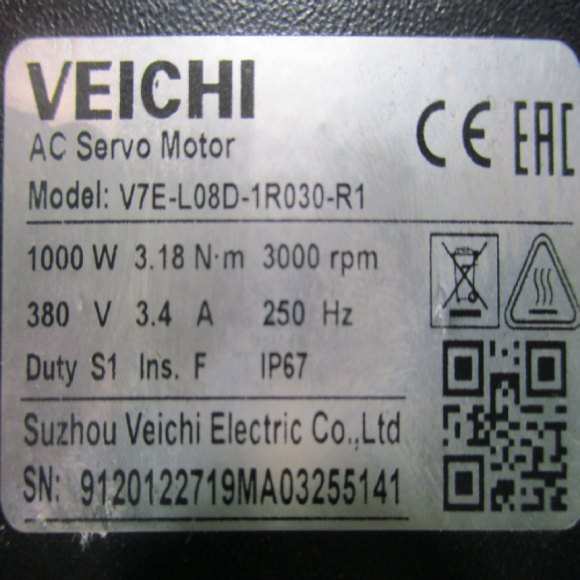 VEICHI
AC Servo Motor
CE EAC
Model: V7E-L08D-1R030-R1
1000 W 3.18 N·m 3000 rpm
380 V 3.4 A 250 Hz
Duty S1 Ins. F IP67
Suzhou Veichi Electric Co.,Ltd
SN: 9120122719MA03255141